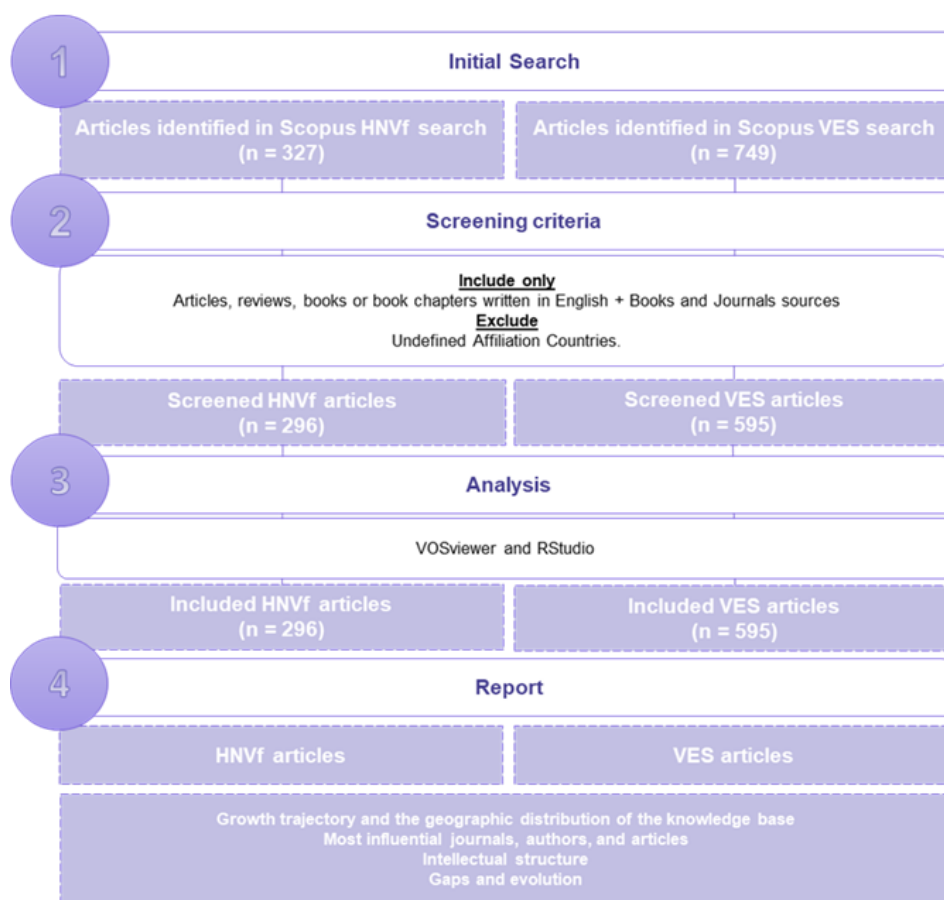 1
Initial Search
Articles identified in Scopus HNVf search
(n = 327)
Articles identified in Scopus VES search
(n = 749)
2
Screening criteria
Include only
Articles, reviews, books or book chapters written in English + Books and Journals sources
Exclude
Undefined Affiliation Countries.
Screened HNVf articles
(n = 296)
Screened VES articles
(n = 595)
3
Analysis
VOSviewer and RStudio
Included HNVf articles
(n = 296)
Included VES articles
(n = 595)
4
Report
HNVf articles
VES articles
Growth trajectory and the geographic distribution of the knowledge base
Most influential journals, authors, and articles
Intellectual structure
Gaps and evolution